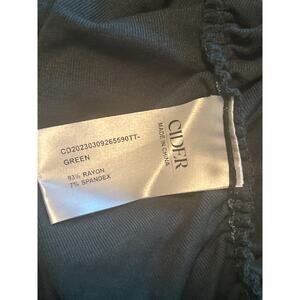 CIDER
MADE IN CHINA
CD20230309265590TT-
GREEN
93% RAYON
7% SPANDEX